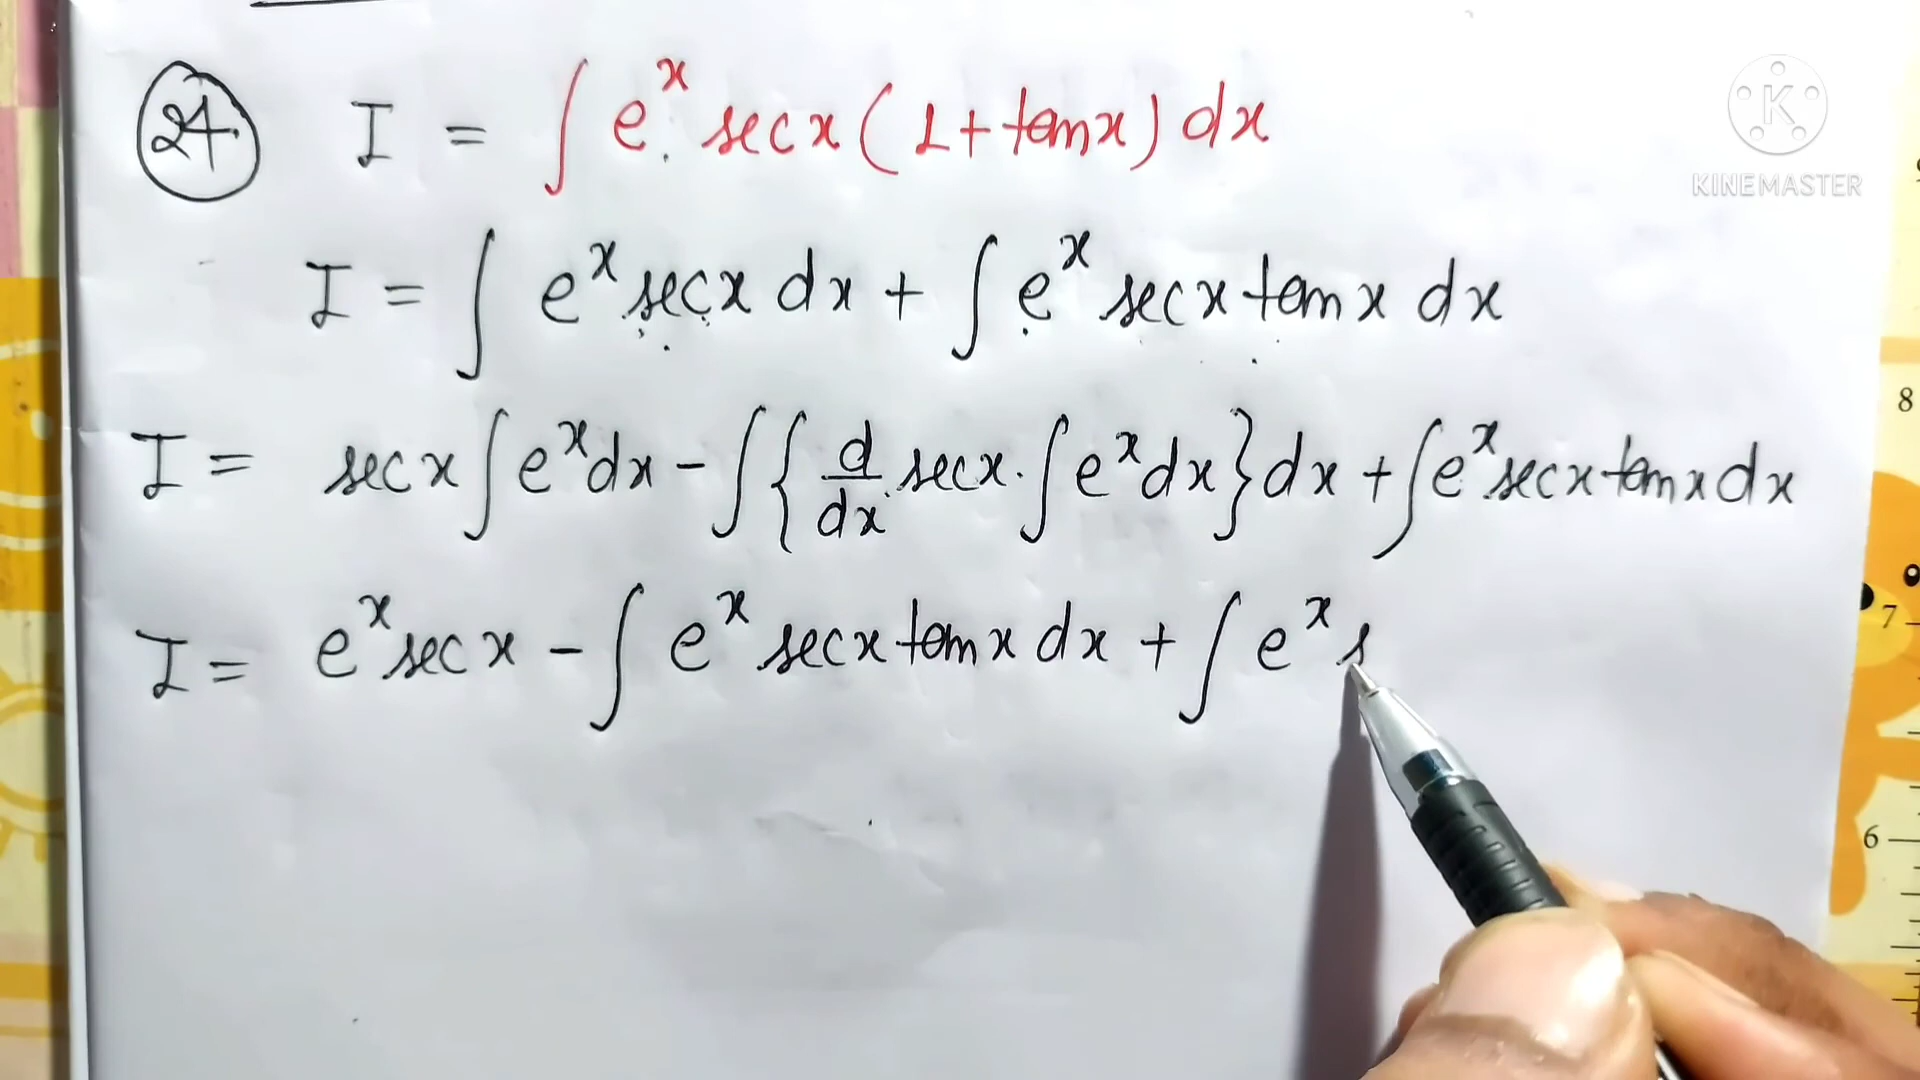 24. I = ∫ e^x sec x (1 + tan x) dx
K
KINEMASTER
I = ∫ e^x sec x dx + ∫ e^x sec x tan x dx
I = sec x ∫ e^x dx - ∫ { d/dx sec x . ∫ e^x dx } dx + ∫ e^x sec x tan x dx
I = e^x sec x - ∫ e^x sec x tan x dx + ∫ e^x s
8
7
6